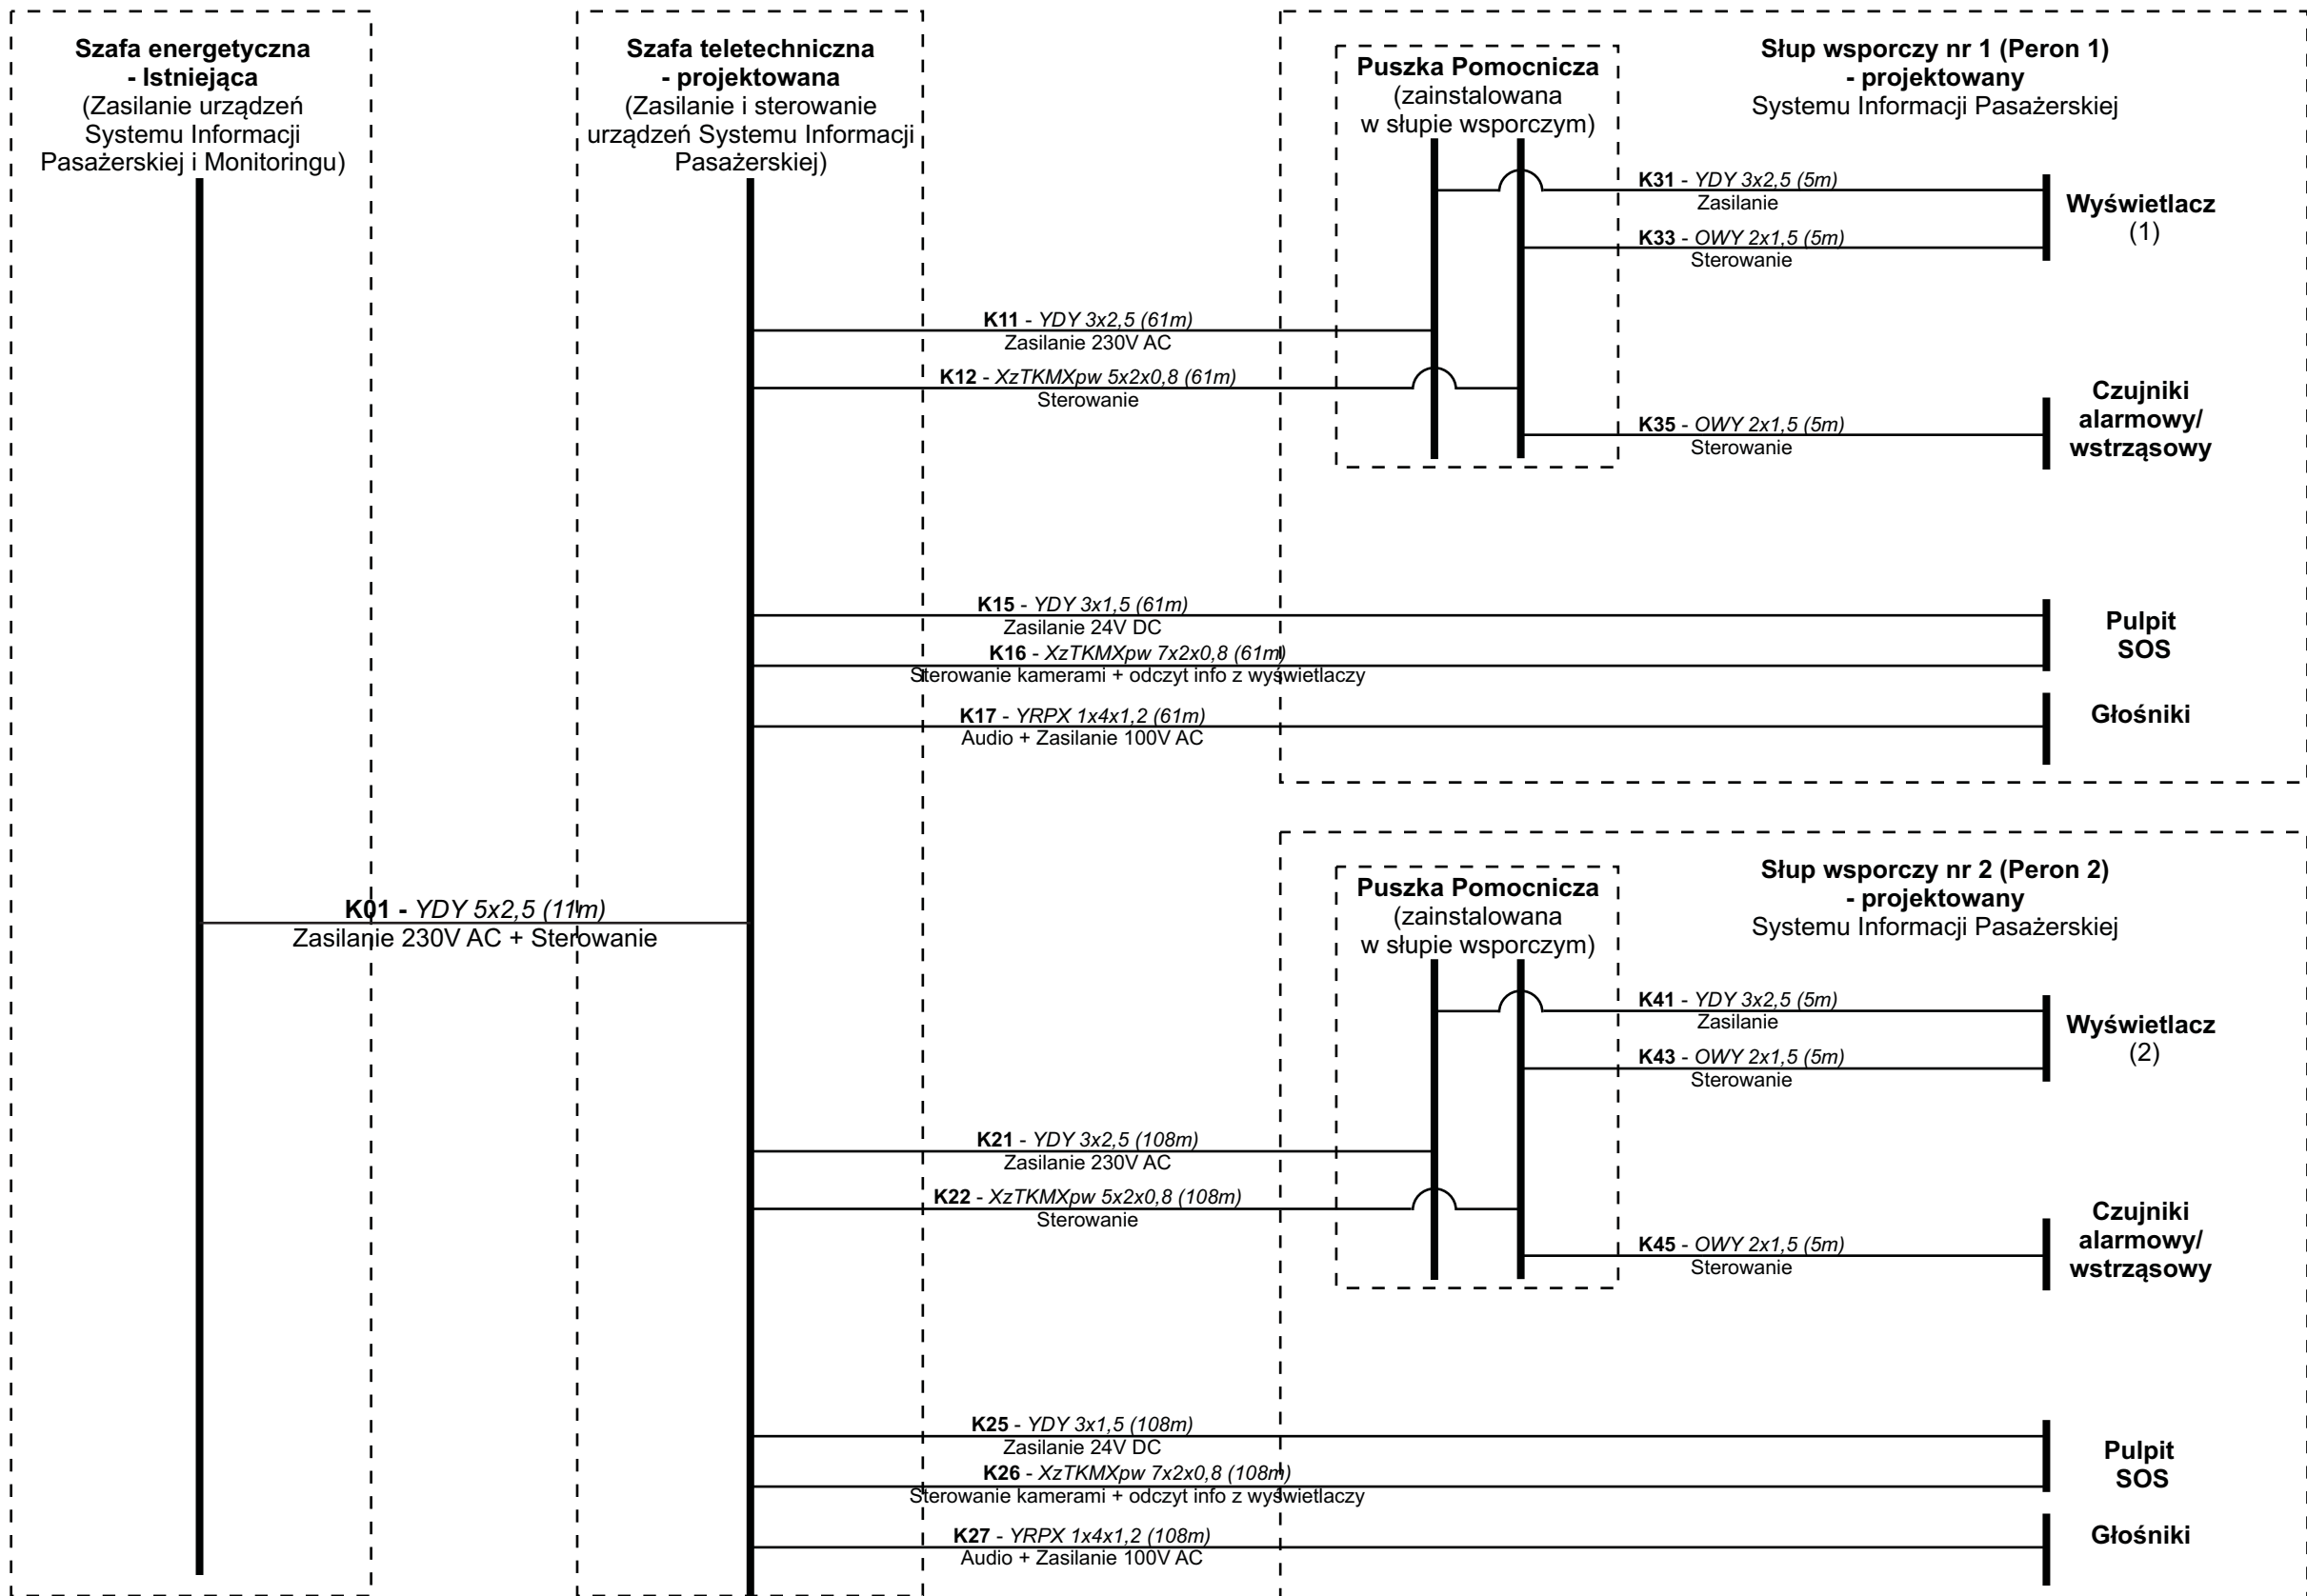 Szafa energetyczna
- Istniejąca
(Zasilanie urządzeń
Systemu Informacji
Pasażerskiej i Monitoringu)
Szafa teletechniczna
- projektowana
(Zasilanie i sterowanie
urządzeń Systemu Informacji
Pasażerskiej)
Puszka Pomocnicza
(zainstalowana
w słupie wsporczym)
Słup wsporczy nr 1 (Peron 1)
- projektowany
Systemu Informacji Pasażerskiej
K31 - YDY 3x2,5 (5m)
Zasilanie
K33 - OWY 2x1,5 (5m)
Sterowanie
Wyświetlacz
(1)
K11 - YDY 3x2,5 (61m)
Zasilanie 230V AC
K12 - XzTKMXpw 5x2x0,8 (61m)
Sterowanie
K35 - OWY 2x1,5 (5m)
Sterowanie
Czujniki
alarmowy/
wstrząsowy
K15 - YDY 3x1,5 (61m)
Zasilanie 24V DC
K16 - XzTKMXpw 7x2x0,8 (61m)
Sterowanie kamerami + odczyt info z wyświetlaczy
Pulpit
SOS
K17 - YRPX 1x4x1,2 (61m)
Audio + Zasilanie 100V AC
Głośniki
K01 - YDY 5x2,5 (11m)
Zasilanie 230V AC + Sterowanie
Puszka Pomocnicza
(zainstalowana
w słupie wsporczym)
Słup wsporczy nr 2 (Peron 2)
- projektowany
Systemu Informacji Pasażerskiej
K41 - YDY 3x2,5 (5m)
Zasilanie
K43 - OWY 2x1,5 (5m)
Sterowanie
Wyświetlacz
(2)
K21 - YDY 3x2,5 (108m)
Zasilanie 230V AC
K22 - XzTKMXpw 5x2x0,8 (108m)
Sterowanie
K45 - OWY 2x1,5 (5m)
Sterowanie
Czujniki
alarmowy/
wstrząsowy
K25 - YDY 3x1,5 (108m)
Zasilanie 24V DC
K26 - XzTKMXpw 7x2x0,8 (108m)
Sterowanie kamerami + odczyt info z wyświetlaczy
Pulpit
SOS
K27 - YRPX 1x4x1,2 (108m)
Audio + Zasilanie 100V AC
Głośniki